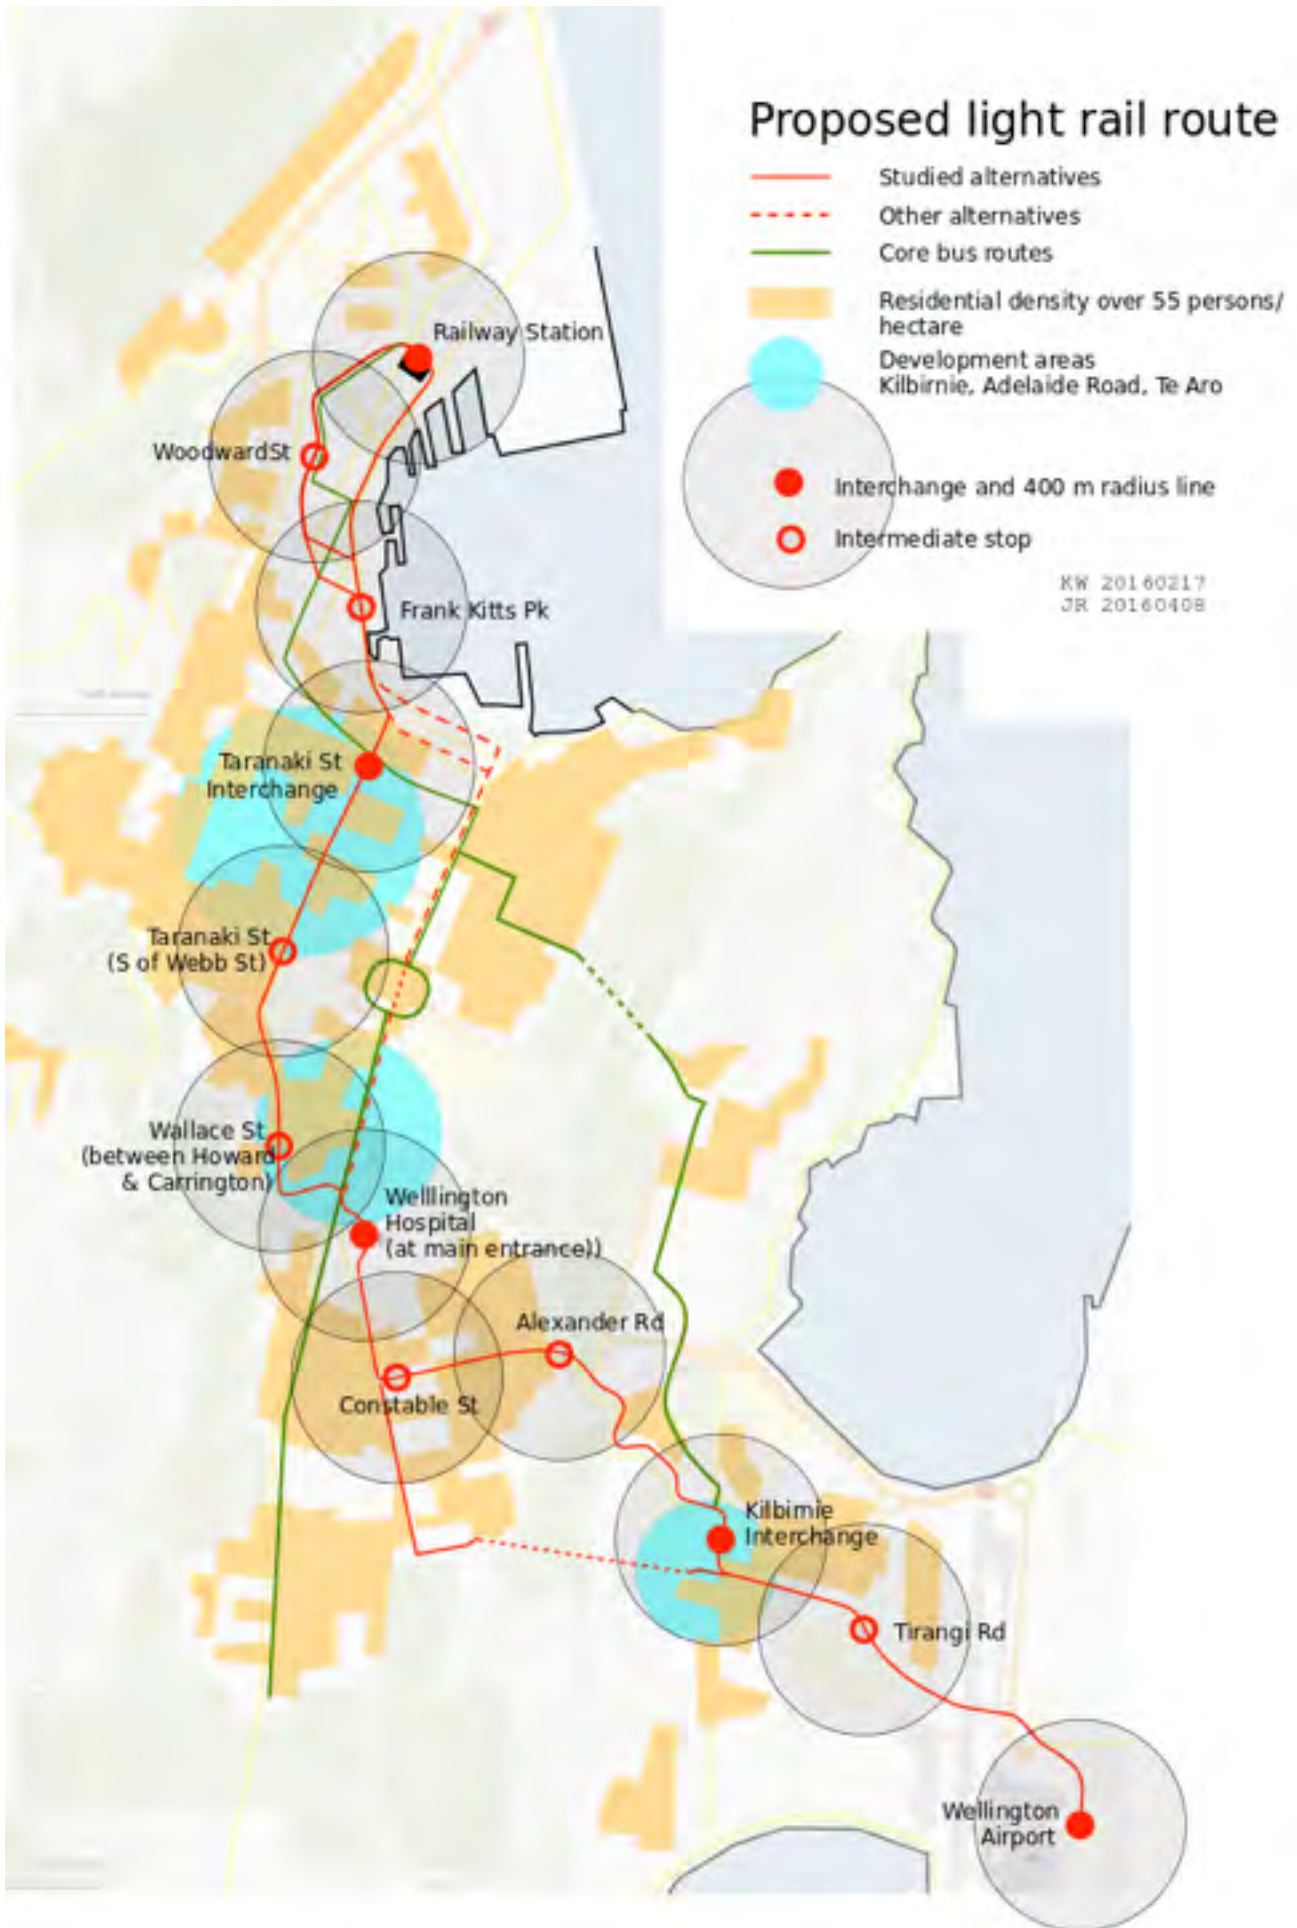 Proposed light rail route
Studied alternatives
Other alternatives
Core bus routes
Residential density over 55 persons/
hectare
Development areas
Kilbirnie, Adelaide Road, Te Aro
Interchange and 400 m radius line
Intermediate stop
KW 20160217
JR 20160408
Railway Station
WoodwardSt
Frank Kitts Pk
Taranaki St
Interchange
Taranaki St
(S of Webb St)
Wallace St
(between Howard
& Carrington)
Welllington
Hospital
(at main entrance))
Alexander Rd
Constable St
Kilbirnie
Interchange
Tirangi Rd
Wellington
Airport